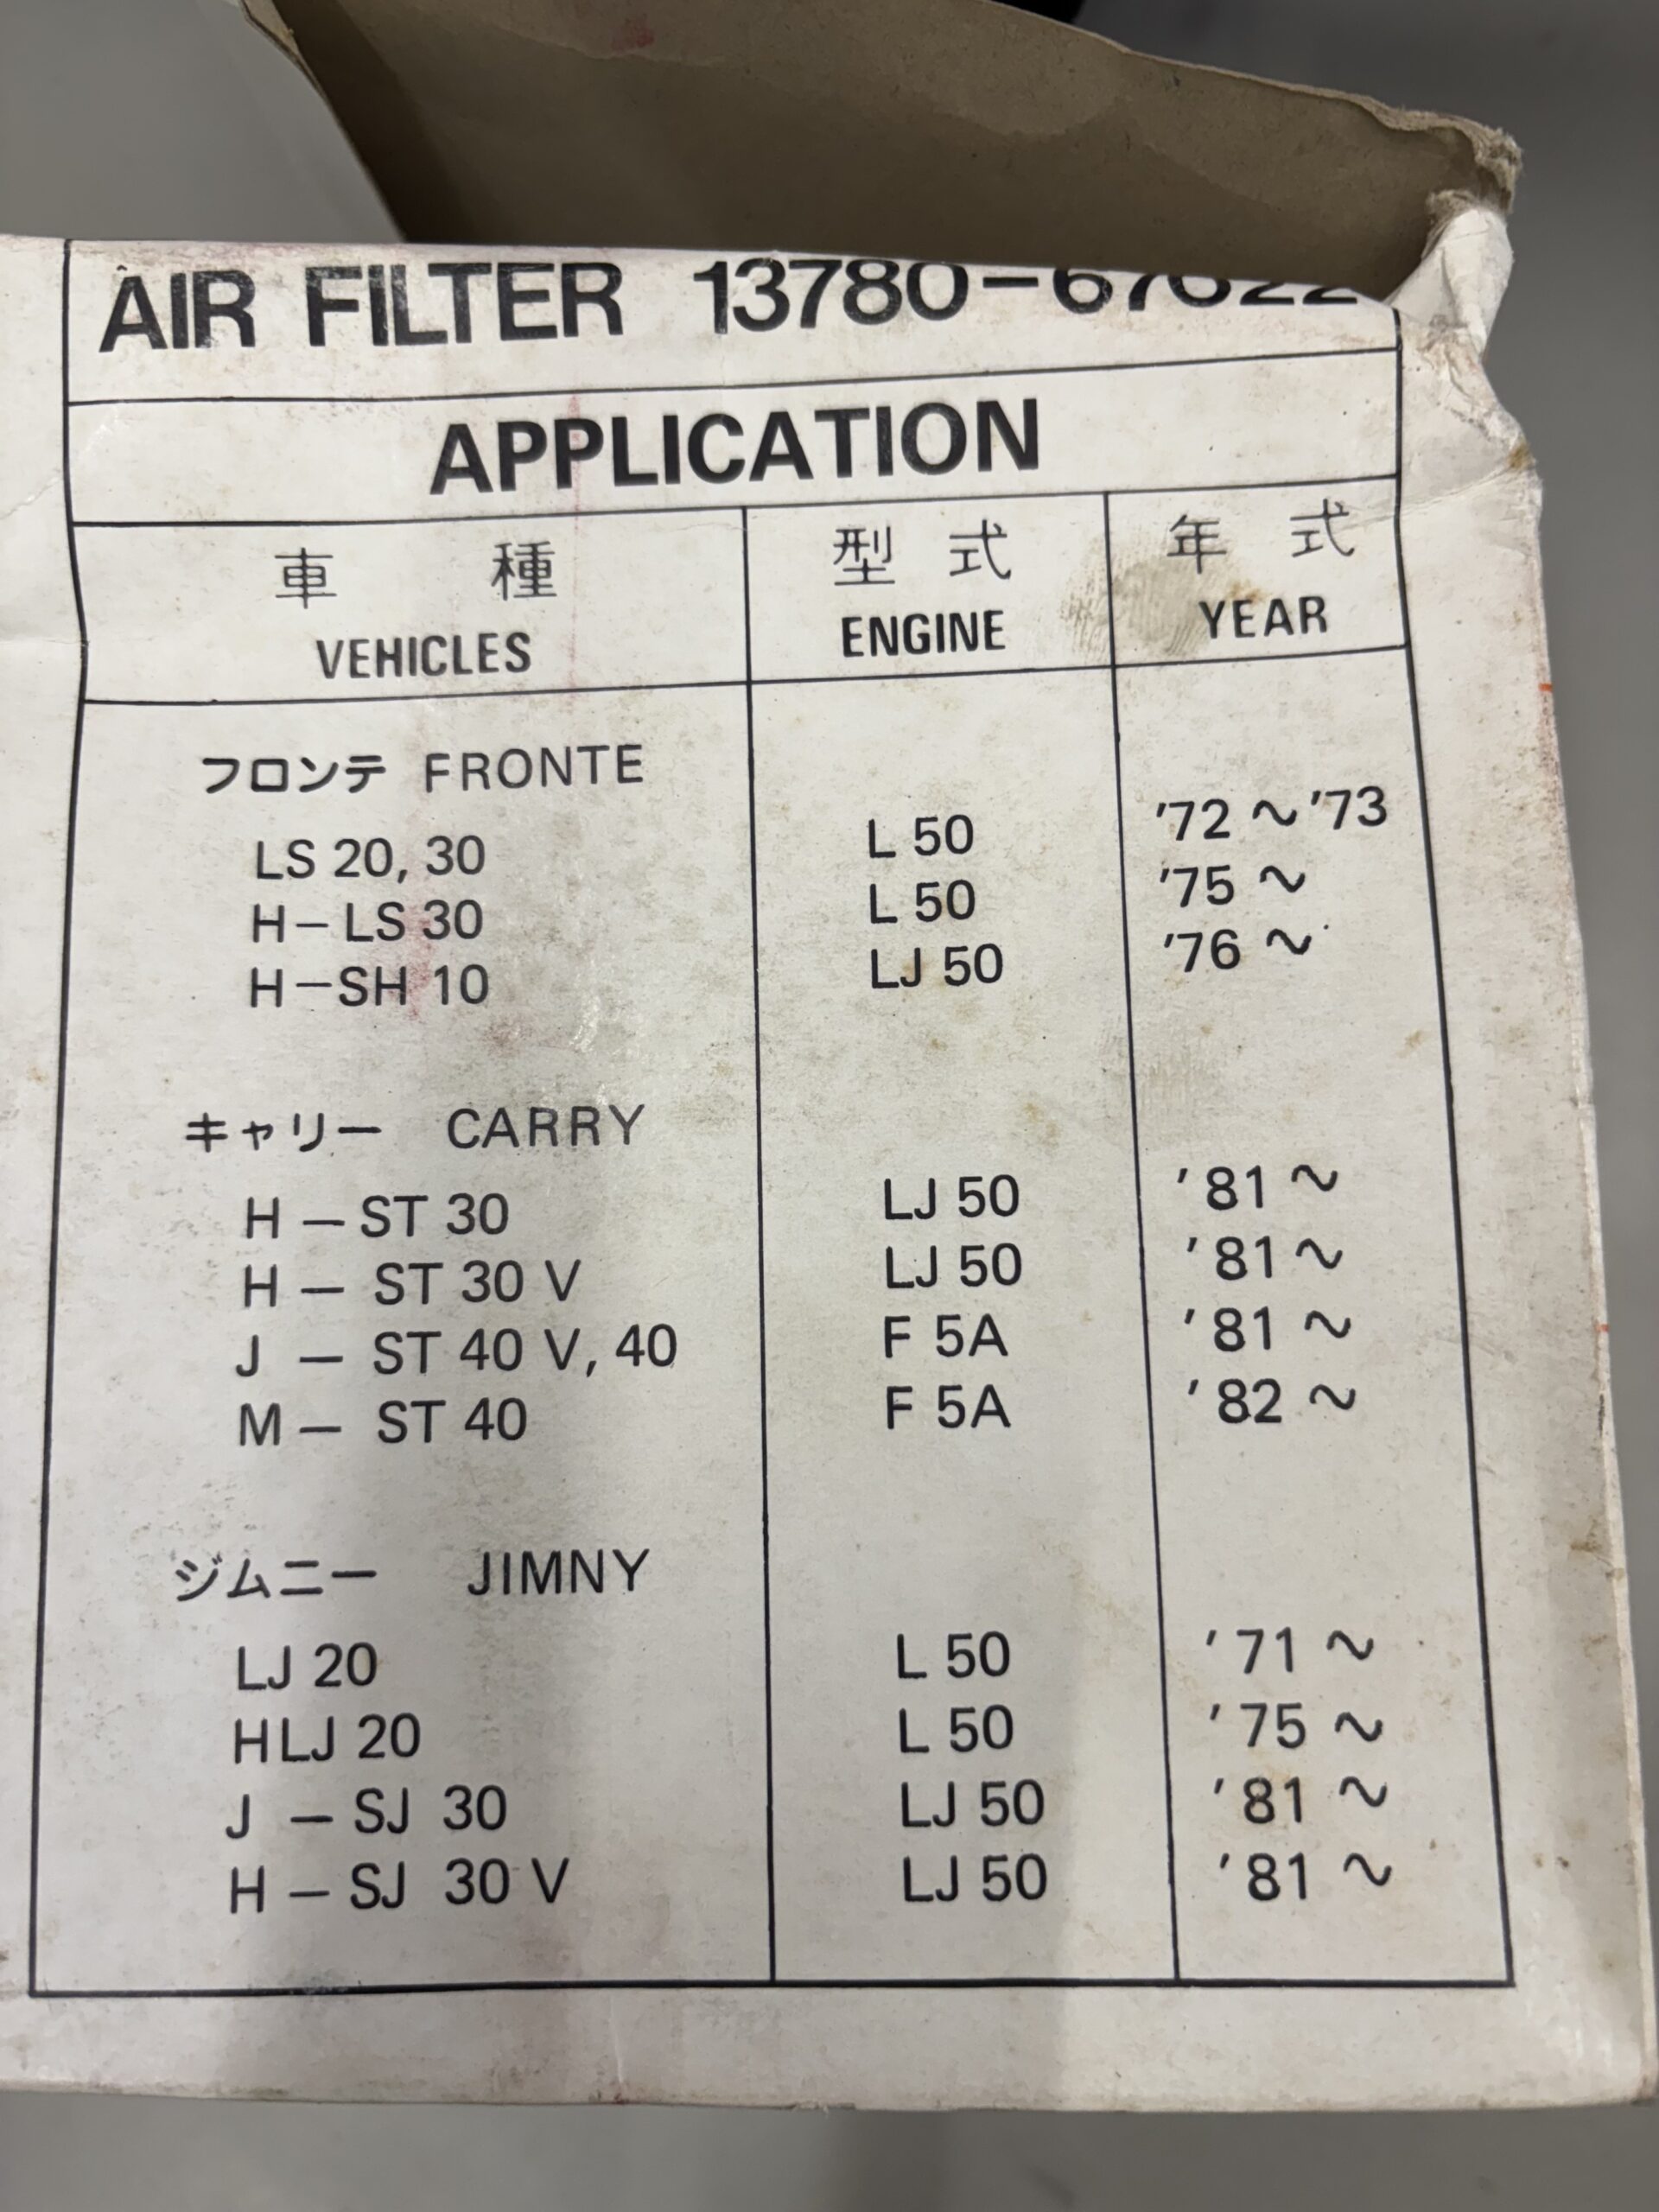 AIR FILTER 13780-67022
APPLICATION
車 種 型 式 年 式
VEHICLES ENGINE YEAR
フロンテ FRONTE
LS 20, 30 L 50 '72 ~ '73
H-LS 30 L 50 '75 ~
H-SH 10 LJ 50 '76 ~
キャリー CARRY
H - ST 30 LJ 50 '81 ~
H - ST 30 V LJ 50 '81 ~
J - ST 40 V, 40 F 5A '81 ~
M - ST 40 F 5A '82 ~
ジムニー JIMNY
LJ 20 L 50 '71 ~
HLJ 20 L 50 '75 ~
J - SJ 30 LJ 50 '81 ~
H - SJ 30 V LJ 50 '81 ~